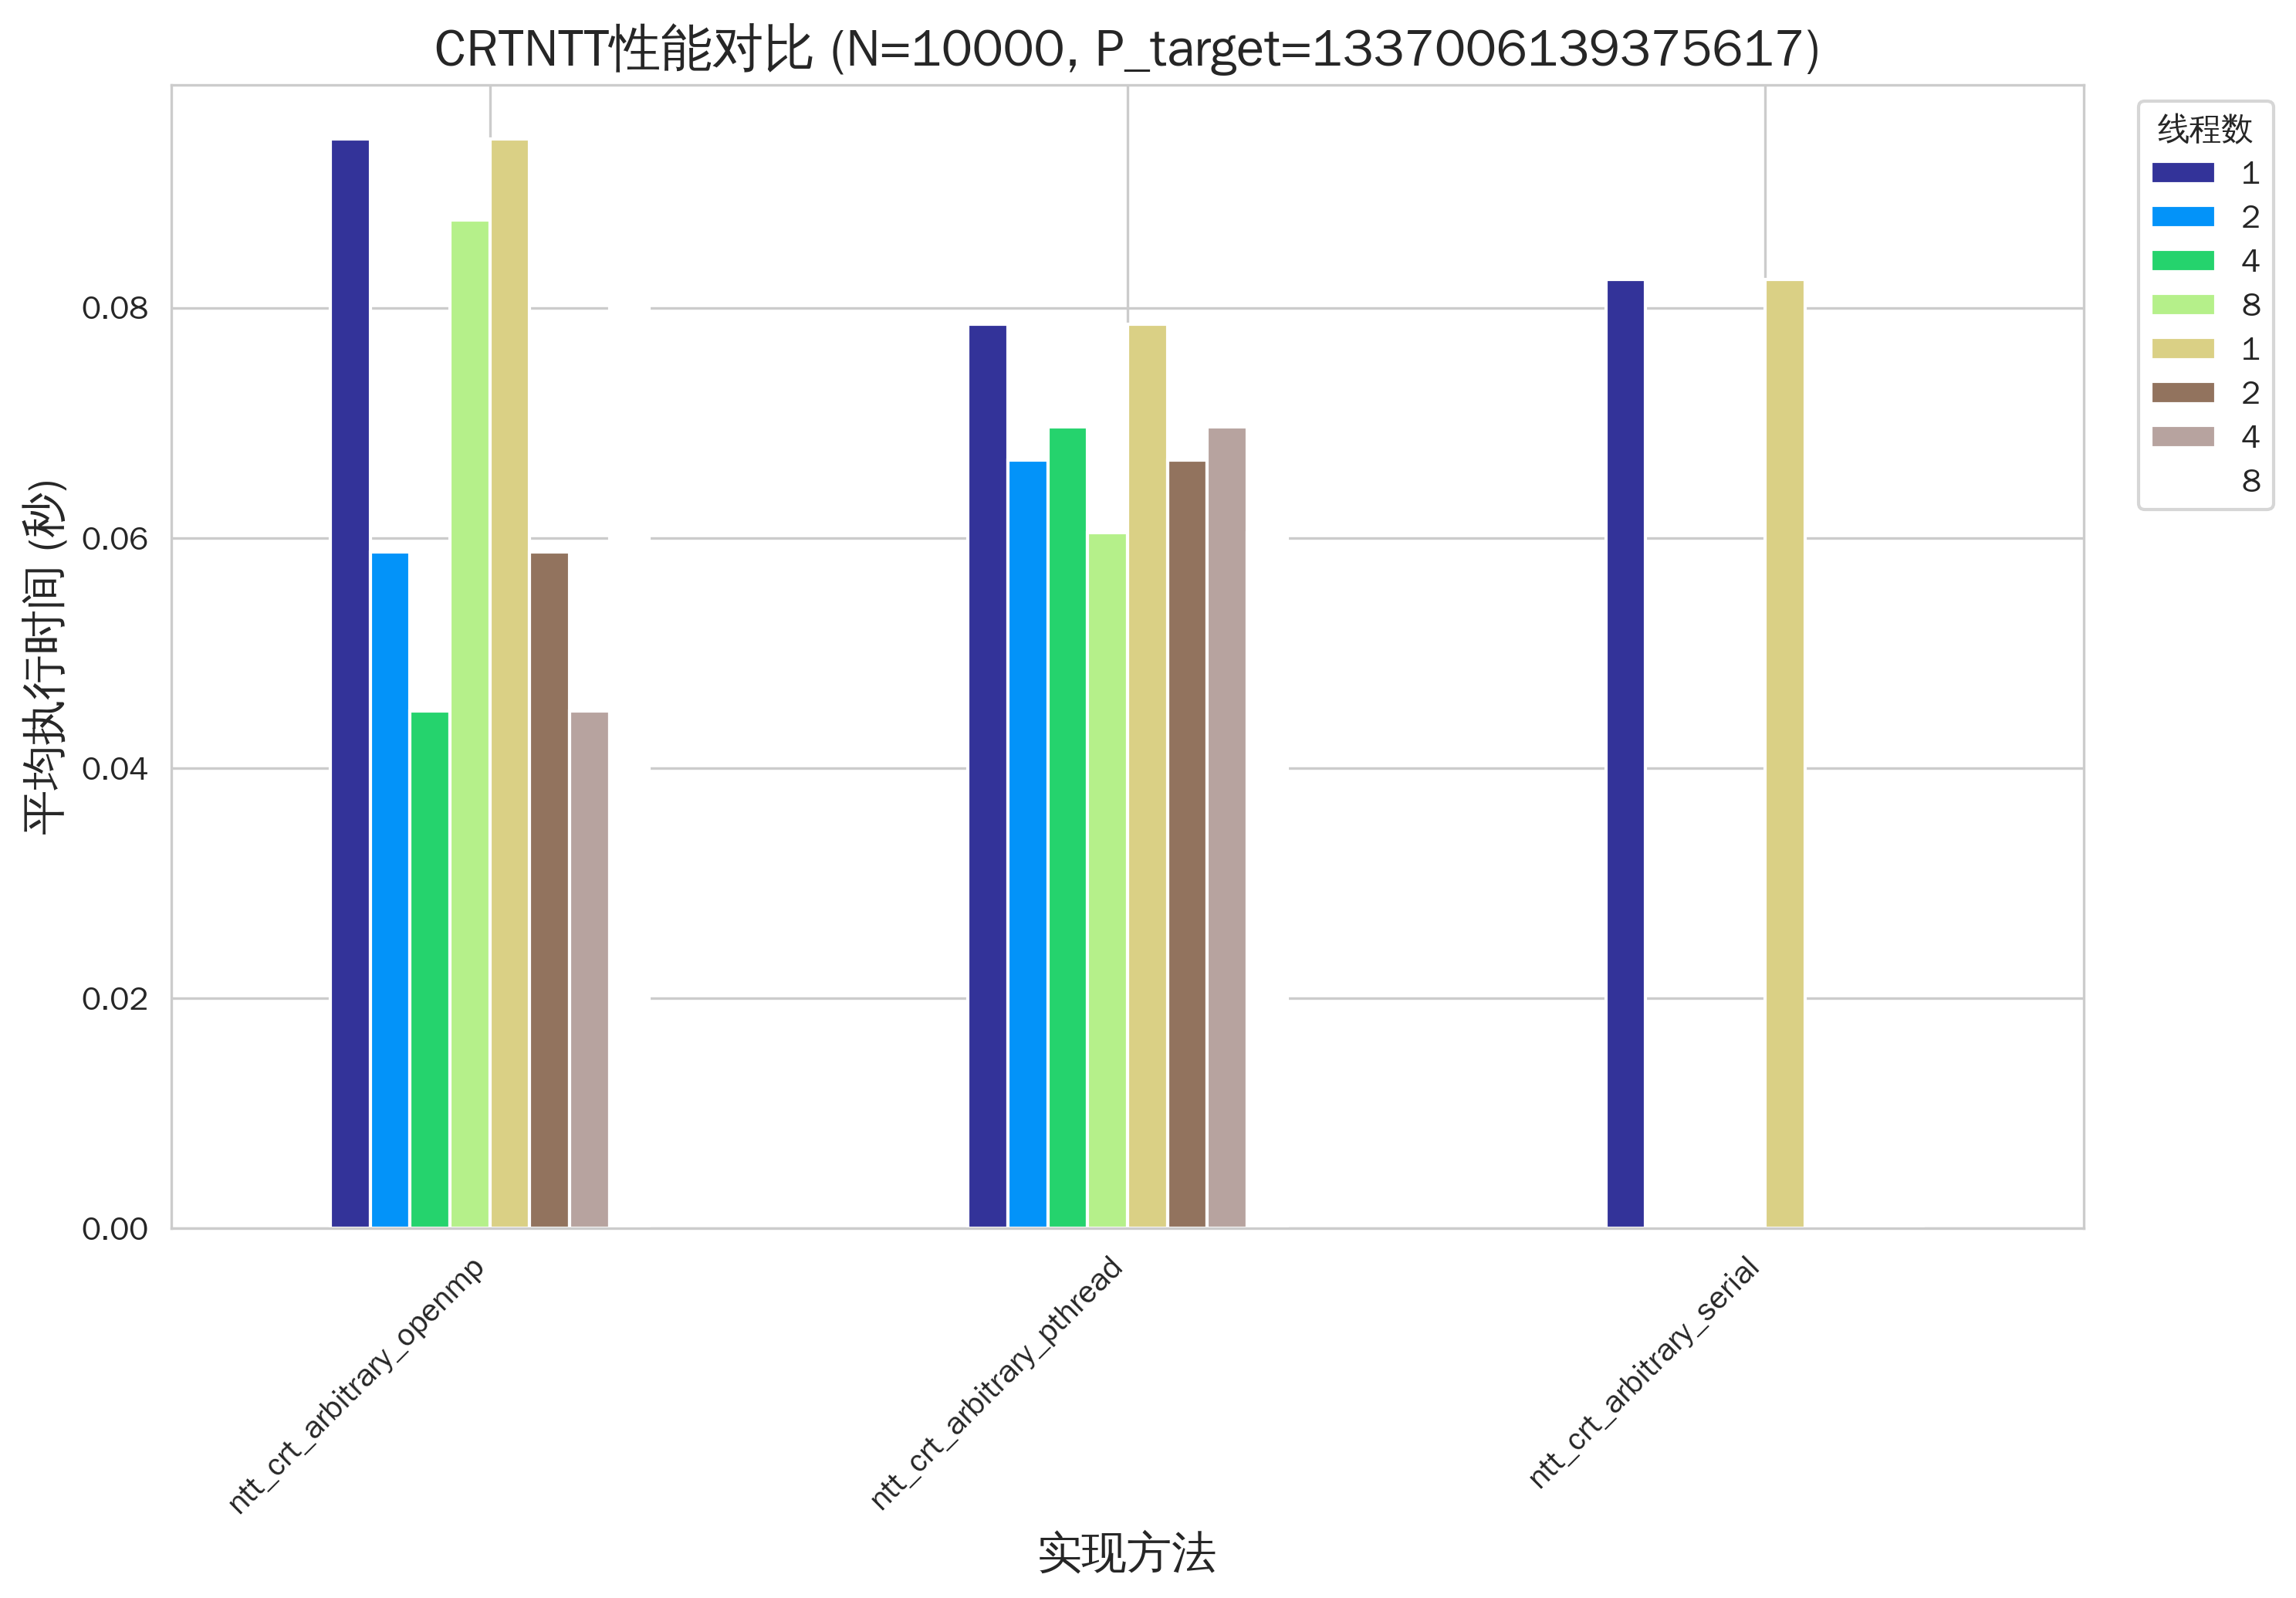 CRTNTT性能对比 (N=10000, P_target=1337006139375617)
线程数
1
2
4
8
1
2
4
8
0.08
0.06
0.04
0.02
0.00
平均执行时间 (秒)
ntt_crt_arbitrary_openmp
ntt_crt_arbitrary_pthread
ntt_crt_arbitrary_serial
实现方法